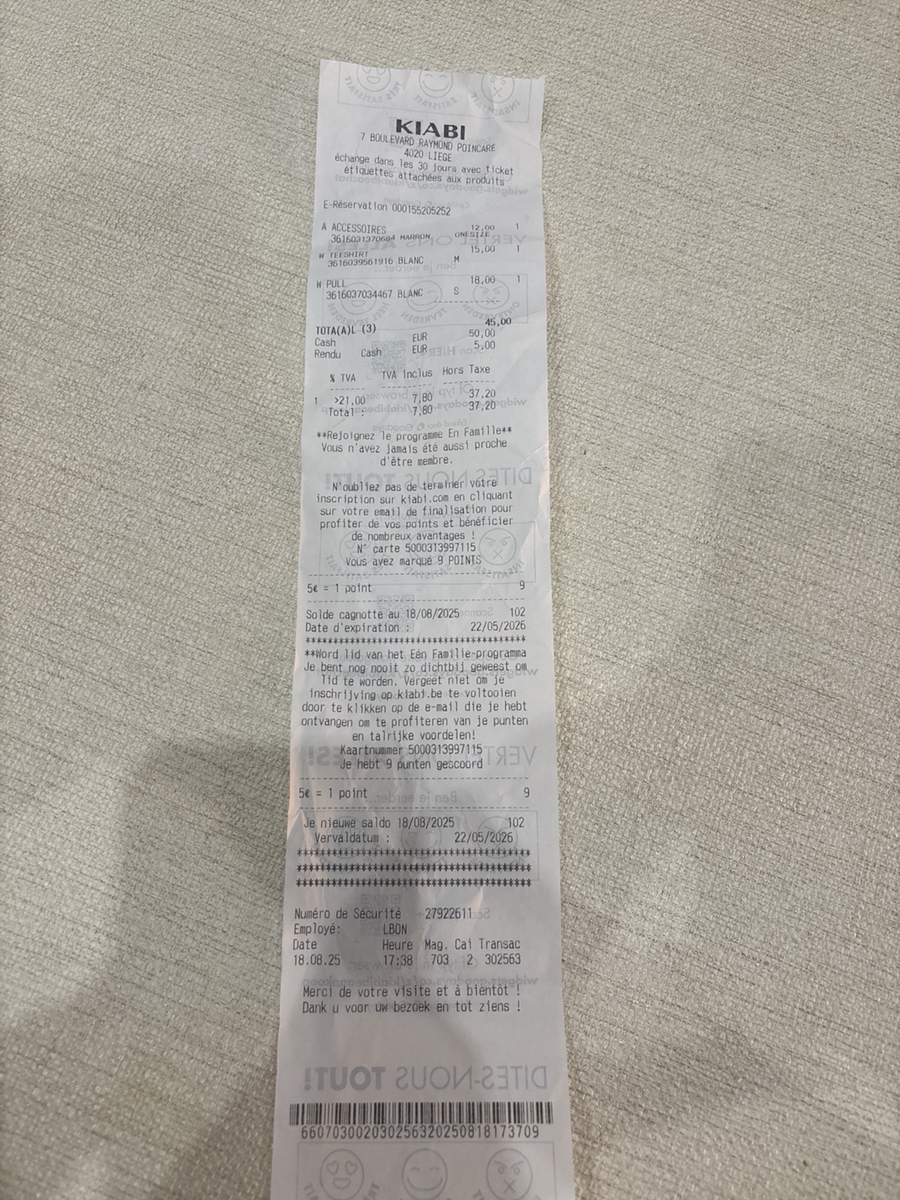 KIABI
7 BOULEVARD RAYMOND POINCARE
4020 LIEGE
échange dans les 30 jours avec ticket
étiquettes attachées aux produits
E-Réservation 000155205252
A ACCESSOIRES 12,00 1
3616031370684 MARRON ONESIZE
W TEESHIRT 15,00 1
3616039561916 BLANC M
W PULL 18,00 1
3616037034467 BLANC S
TOTA(A)L (3) 45,00
Cash EUR 50,00
Rendu Cash EUR 5,00
% TVA TVA Inclus Hors Taxe
1 >21,00 7,80 37,20
Total : 7,80 37,20
**Rejoignez le programme En Famille**
Vous n'avez jamais été aussi proche
d'être membre.
N'oubliez pas de terminer votre
inscription sur kiabi.com en cliquant
sur votre email de finalisation pour
profiter de vos points et bénéficier
de nombreux avantages !
N° carte 5000313997115
Vous avez marqué 9 POINTS
5€ = 1 point 9
Solde cagnotte au 18/08/2025 102
Date d'expiration : 22/05/2026
****************************************
**Word lid van het Eén Familie-programma
Je bent nog nooit zo dichtbij geweest om
lid te worden. Vergeet niet om je
inschrijving op kiabi.be te voltooien
door te klikken op de e-mail die je hebt
ontvangen om te profiteren van je punten
en talrijke voordelen!
Kaartnummer 5000313997115
Je hebt 9 punten gescoord
5€ = 1 point 9
Je nieuwe saldo 18/08/2025 102
Vervaldatum : 22/05/2026
****************************************
****************************************
****************************************
Numéro de Sécurité 27922611
Employé: LBON
Date Heure Mag. Cai Transac
18.08.25 17:38 703 2 302563
Merci de votre visite et à bientôt !
Dank u voor uw bezoek en tot ziens !
DITES-NOUS TOUT!
66070300203025632025081817​3709